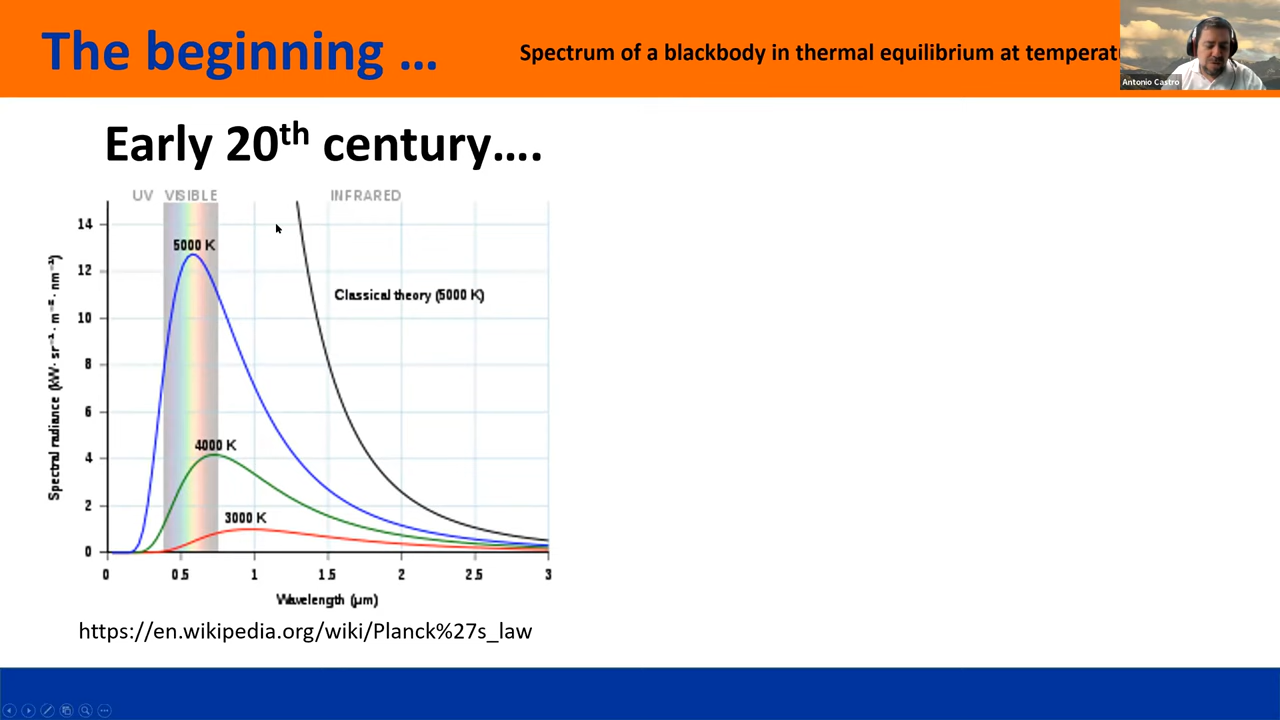 The beginning …
Spectrum of a blackbody in thermal equilibrium at
Antonio Castro
Early 20th century….
UV VISIBLE INFRARED
14
12
10
8
6
4
2
0
Spectral radiance (kW · sr⁻¹ · m⁻² · nm⁻¹)
5000 K
Classical theory (5000 K)
4000 K
3000 K
0 0.5 1 1.5 2 2.5 3
Wavelength (μm)
https://en.wikipedia.org/wiki/Planck%27s_law